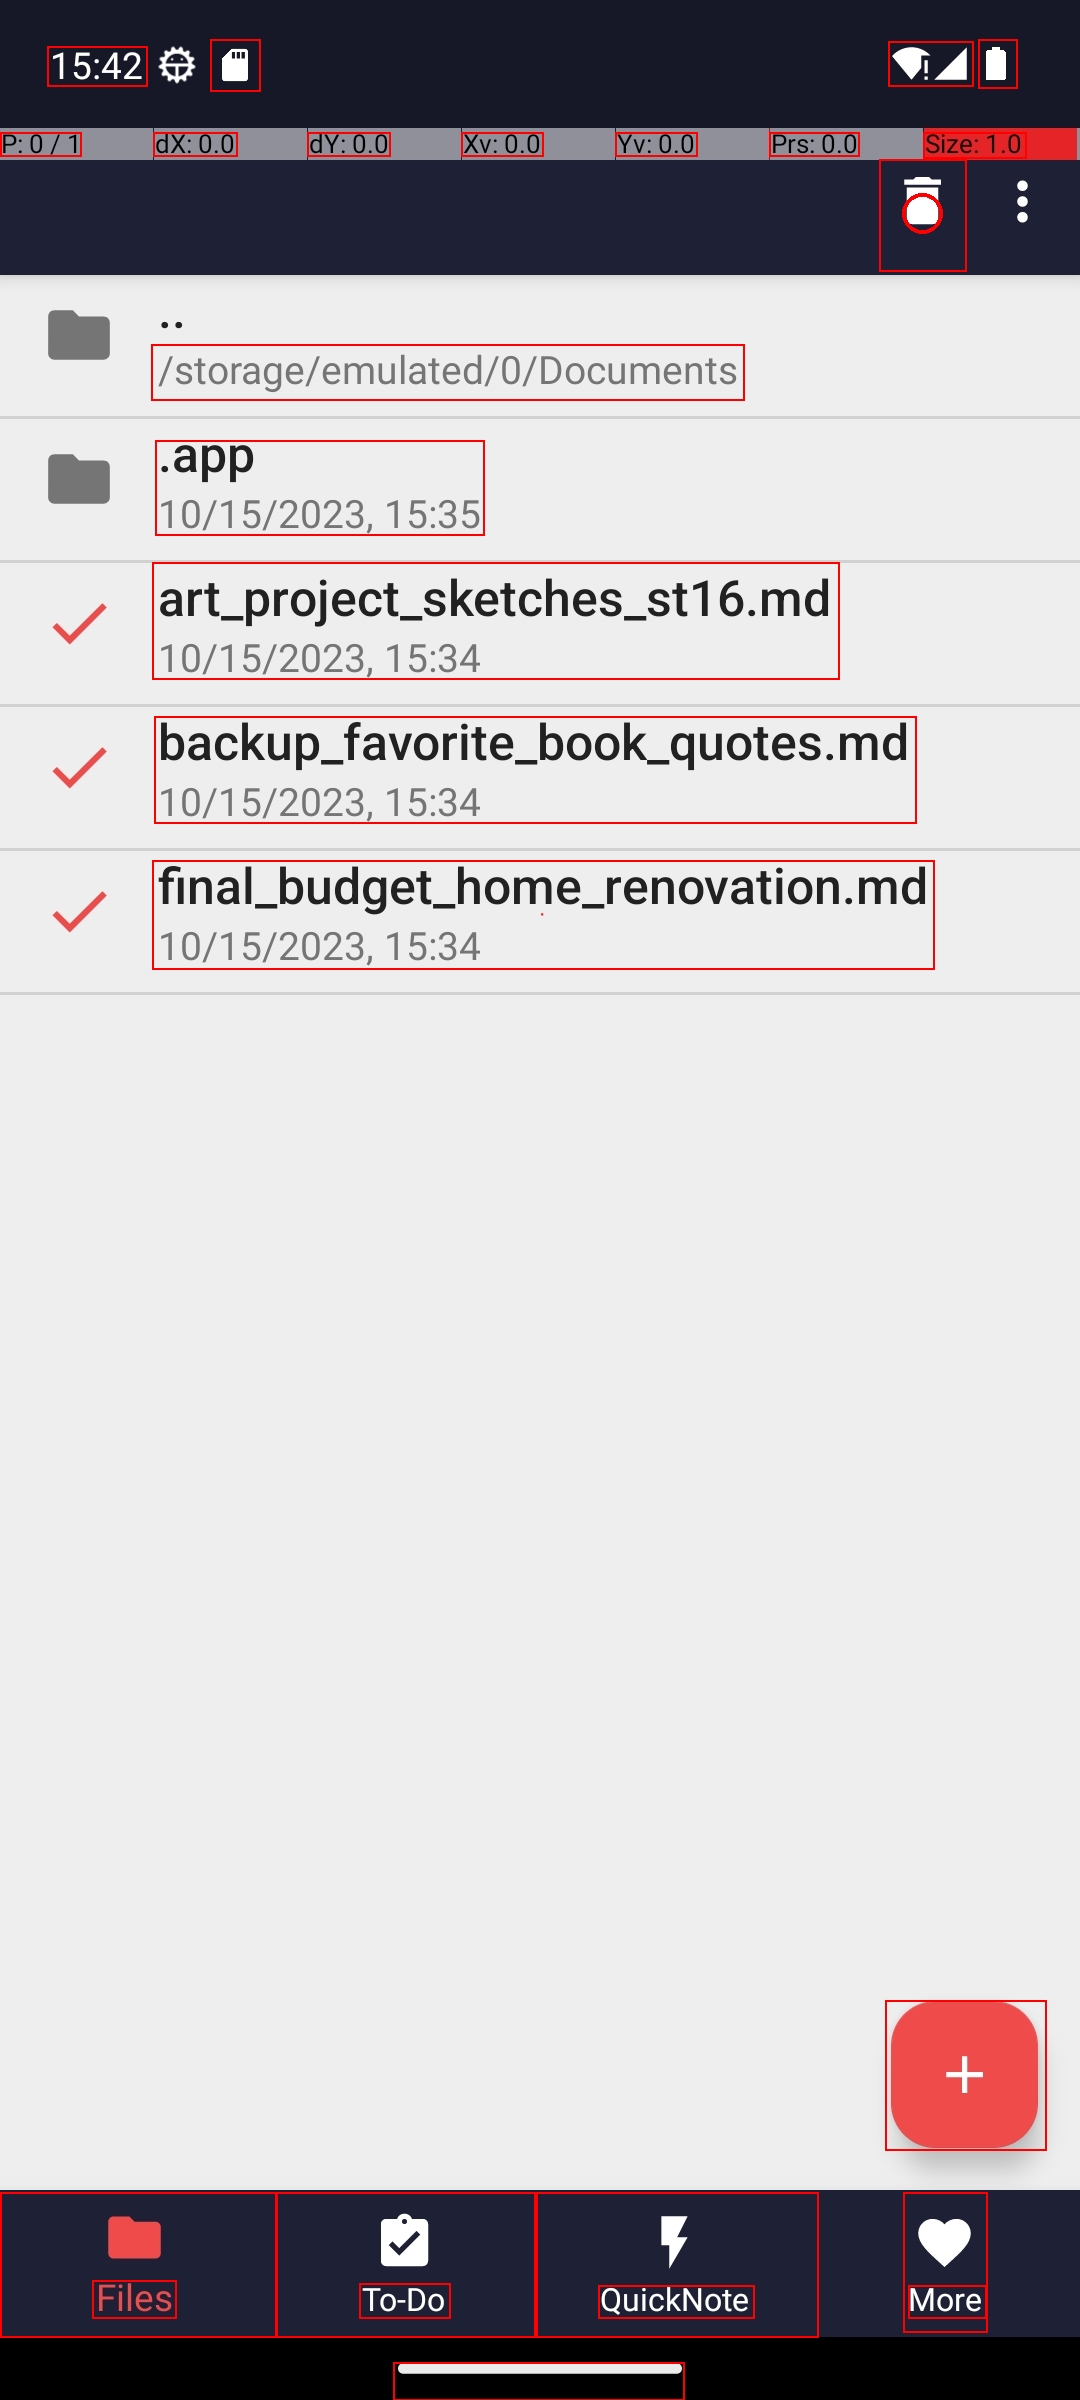 15:42
P: 0 / 1 dX: 0.0 dY: 0.0 Xv: 0.0 Yv: 0.0 Prs: 0.0 Size: 1.0
..
/storage/emulated/0/Documents
.app
10/15/2023, 15:35
art_project_sketches_st16.md
10/15/2023, 15:34
backup_favorite_book_quotes.md
10/15/2023, 15:34
final_budget_home_renovation.md
10/15/2023, 15:34
Files To-Do QuickNote More